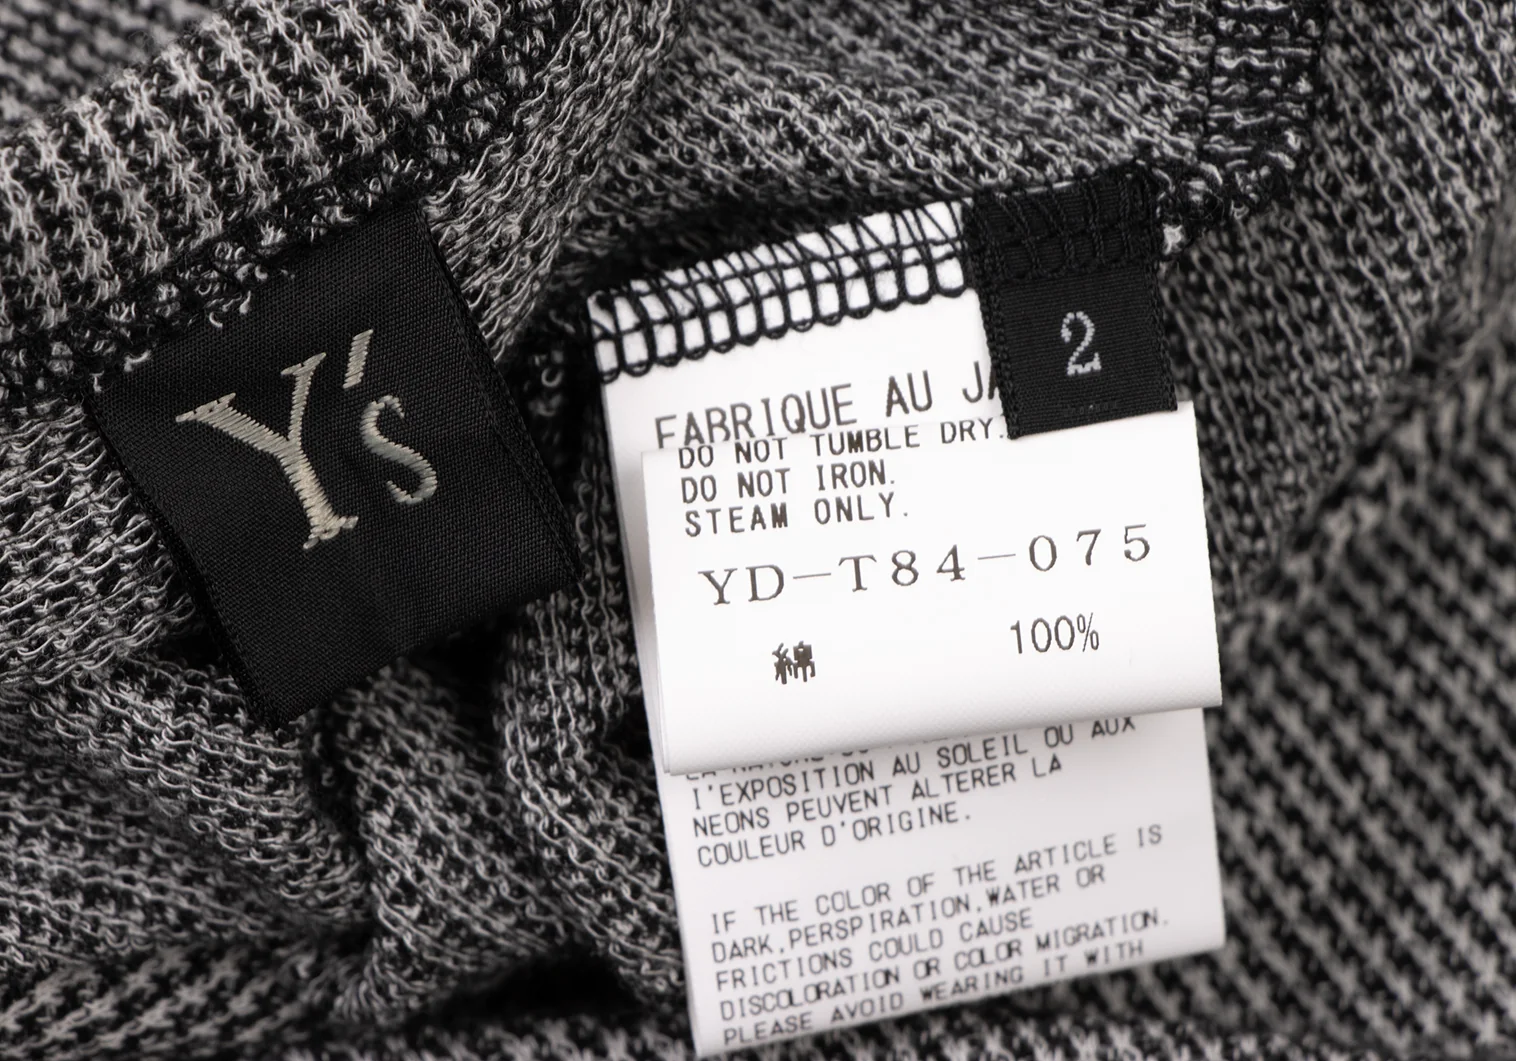 Y's
2
FABRIQUE AU
DO NOT TUMBLE DRY.
DO NOT IRON.
STEAM ONLY.
YD-T84-075
綿 100%
SOLEIL OU AUX
I'EXPOSITION AU
NEONS PEUVENT ALTERER LA
COULEUR D'ORIGINE.
IF THE COLOR OF THE ARTICLE IS
DARK,PERSPIRATION,WATER OR
FRICTIONS COULD CAUSE
DISCOLORATION OR COLOR MIGRATION.
PLEASE AVOID WEARING IT WITH